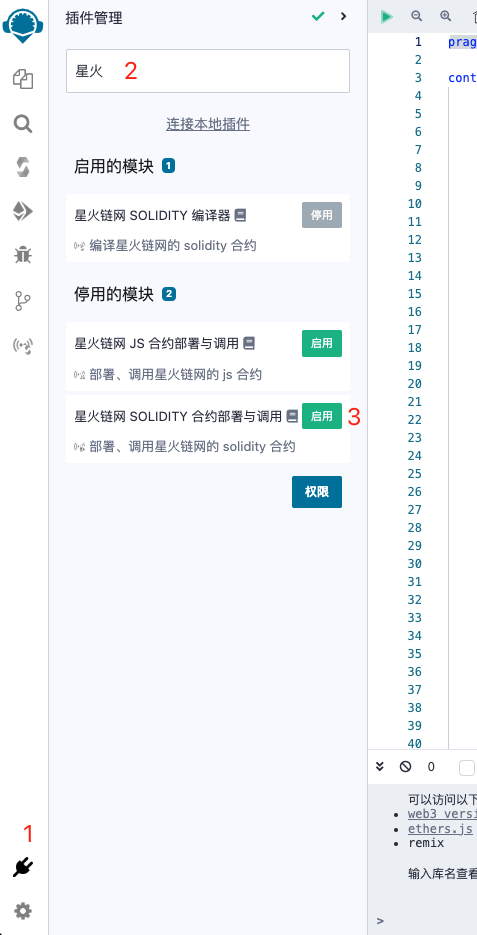 插件管理
星火
2
连接本地插件
启用的模块 1
星火链网 SOLIDITY 编译器
停用
编译星火链网的 solidity 合约
停用的模块 2
星火链网 JS 合约部署与调用
启用
部署、调用星火链网的 js 合约
星火链网 SOLIDITY 合约部署与调用
启用
3
部署、调用星火链网的 solidity 合约
权限
1
1 prag
2
3 cont
4
5
6
7
8
9
10
11
12
13
14
15
16
17
18
19
20
21
22
23
24
25
26
27
28
29
30
31
32
33
34
35
36
37
38
39
40
0
可以访问以下
web3 versi
ethers.js
remix
输入库名查看
>